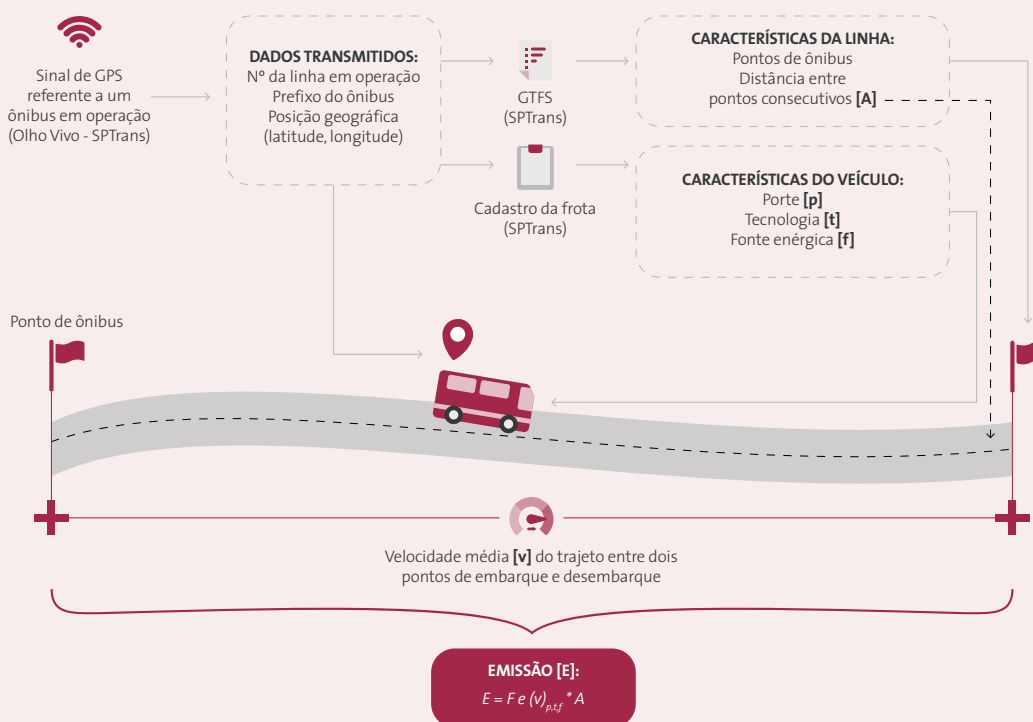 Sinal de GPS
referente a um
ônibus em operação
(Olho Vivo - SPTrans)
DADOS TRANSMITIDOS:
Nº da linha em operação
Prefixo do ônibus
Posição geográfica
(latitude, longitude)
GTFS
(SPTrans)
CARACTERÍSTICAS DA LINHA:
Pontos de ônibus
Distância entre
pontos consecutivos [A]
Cadastro da frota
(SPTrans)
CARACTERÍSTICAS DO VEÍCULO:
Porte [p]
Tecnologia [t]
Fonte enérgica [f]
Ponto de ônibus
Velocidade média [v] do trajeto entre dois
pontos de embarque e desembarque
EMISSÃO [E]:
E = F e (v)p,t,f * A